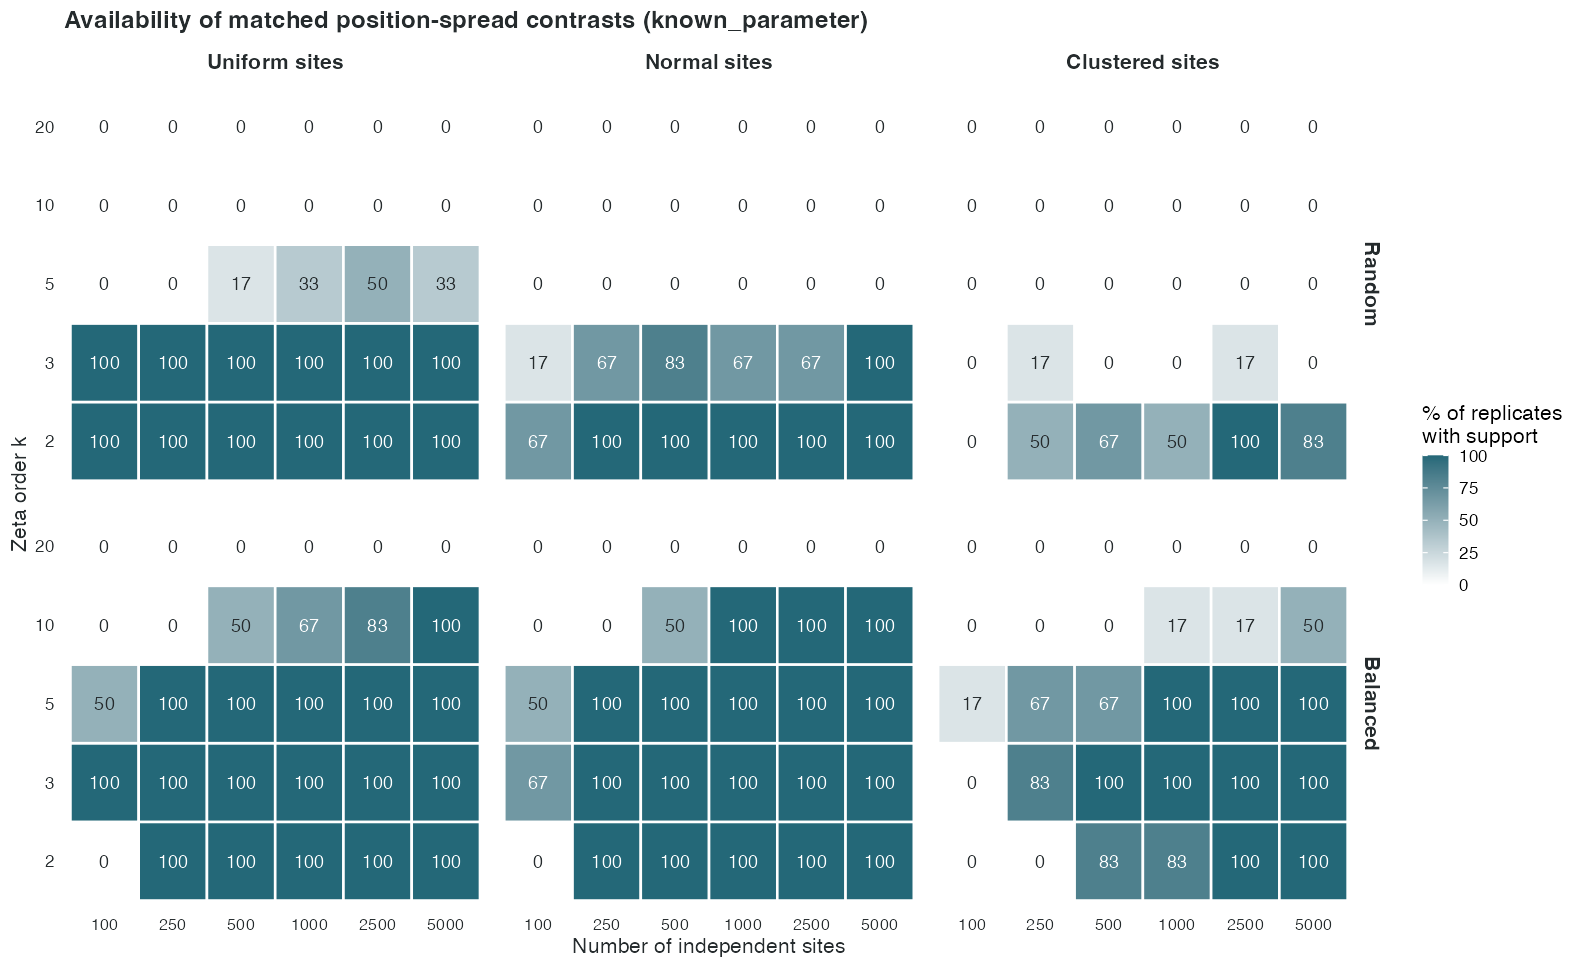 Availability of matched position-spread contrasts (known_parameter)
Uniform sites Normal sites Clustered sites
20 0 0 0 0 0 0 0 0 0 0 0 0 0 0 0 0 0 0
10 0 0 0 0 0 0 0 0 0 0 0 0 0 0 0 0 0 0
5 0 0 17 33 50 33 0 0 0 0 0 0 0 0 0 0 0 0
Random
3 100 100 100 100 100 100 17 67 83 67 67 100 0 17 0 0 17 0
2 100 100 100 100 100 100 67 100 100 100 100 100 0 50 67 50 100 83
Zeta order k
20 0 0 0 0 0 0 0 0 0 0 0 0 0 0 0 0 0 0
10 0 0 50 67 83 100 0 0 50 100 100 100 0 0 0 17 17 50
5 50 100 100 100 100 100 50 100 100 100 100 100 17 67 67 100 100 100
Balanced
3 100 100 100 100 100 100 67 100 100 100 100 100 0 83 100 100 100 100
2 0 100 100 100 100 100 0 100 100 100 100 100 0 0 83 83 100 100
100 250 500 1000 2500 5000 100 250 500 1000 2500 5000 100 250 500 1000 2500 5000
Number of independent sites
% of replicates
with support
100
75
50
25
0